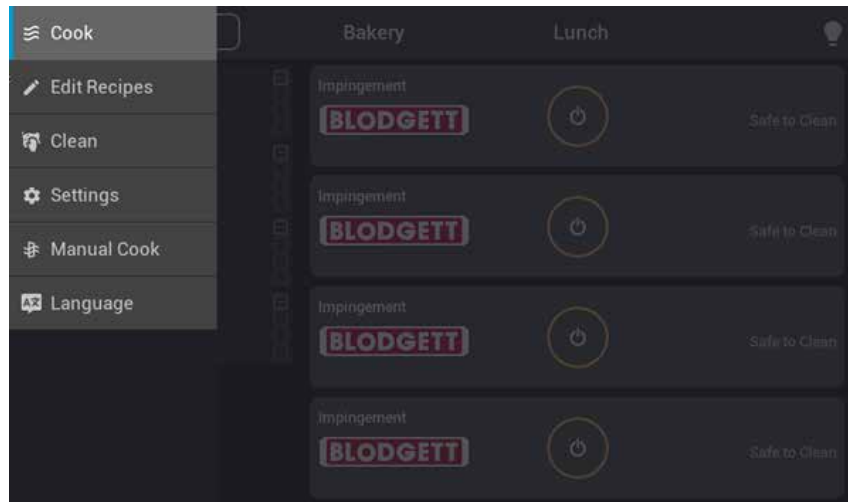 Cook
Edit Recipes
Clean
Settings
Manual Cook
Language
Bakery Lunch
Impingement
BLODGETT
Safe to Clean
Impingement
BLODGETT
Safe to Clean
Impingement
BLODGETT
Safe to Clean
Impingement
BLODGETT
Safe to Clean